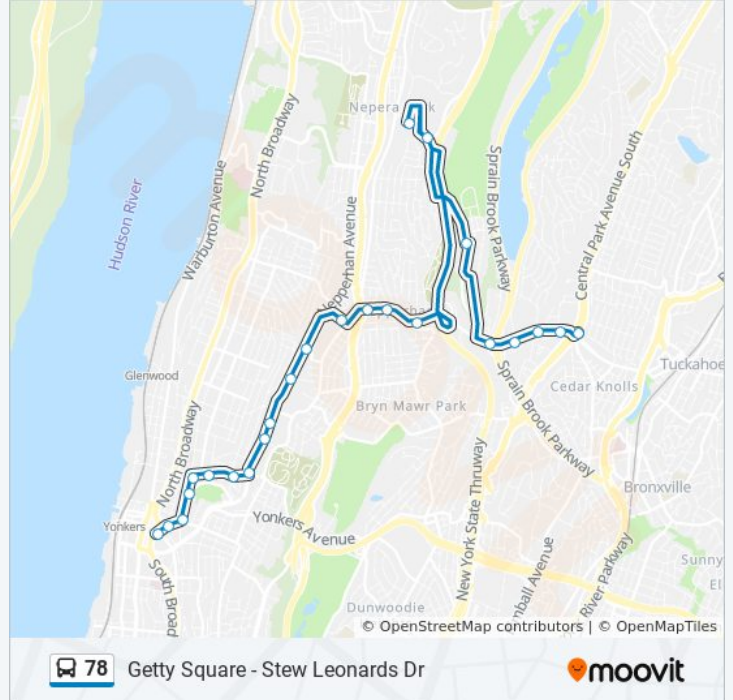 Nepera
North Broadway
Sprain Brook Parkway
Central Park Avenue South
Hudson River
Warburton Avenue
Nepperhan Avenue
Tuckahoe
Glenwood
Sprain Brook Parkway
Cedar Knolls
Bryn Mawr Park
North Broadway
Bronxville
New York State Thruway
Yonkers
Yonkers Avenue
River Parkway
Sunny
El
South Broad
Dunwoodie
© OpenStreetMap contributors | © OpenMapTiles
78 Getty Square - Stew Leonards Dr
moovit